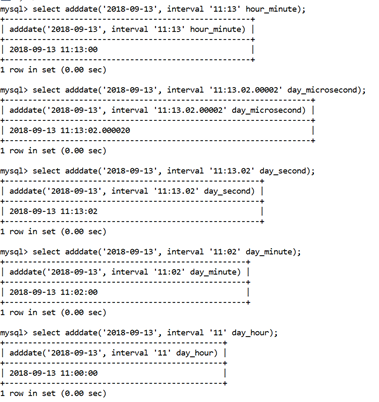 mysql> select adddate('2018-09-13', interval '11:13' hour_minute);
+-----------------------------------------------------+
| adddate('2018-09-13', interval '11:13' hour_minute) |
+-----------------------------------------------------+
| 2018-09-13 11:13:00                                 |
+-----------------------------------------------------+
1 row in set (0.00 sec)
mysql> select adddate('2018-09-13', interval '11:13.02.00002' day_microsecond);
+------------------------------------------------------------------+
| adddate('2018-09-13', interval '11:13.02.00002' day_microsecond) |
+------------------------------------------------------------------+
| 2018-09-13 11:13:02.000020                                       |
+------------------------------------------------------------------+
1 row in set (0.00 sec)
mysql> select adddate('2018-09-13', interval '11:13.02' day_second);
+-------------------------------------------------------+
| adddate('2018-09-13', interval '11:13.02' day_second) |
+-------------------------------------------------------+
| 2018-09-13 11:13:02                                   |
+-------------------------------------------------------+
1 row in set (0.00 sec)
mysql> select adddate('2018-09-13', interval '11:02' day_minute);
+----------------------------------------------------+
| adddate('2018-09-13', interval '11:02' day_minute) |
+----------------------------------------------------+
| 2018-09-13 11:02:00                                |
+----------------------------------------------------+
1 row in set (0.00 sec)
mysql> select adddate('2018-09-13', interval '11' day_hour);
+-----------------------------------------------+
| adddate('2018-09-13', interval '11' day_hour) |
+-----------------------------------------------+
| 2018-09-13 11:00:00                           |
+-----------------------------------------------+
1 row in set (0.00 sec)